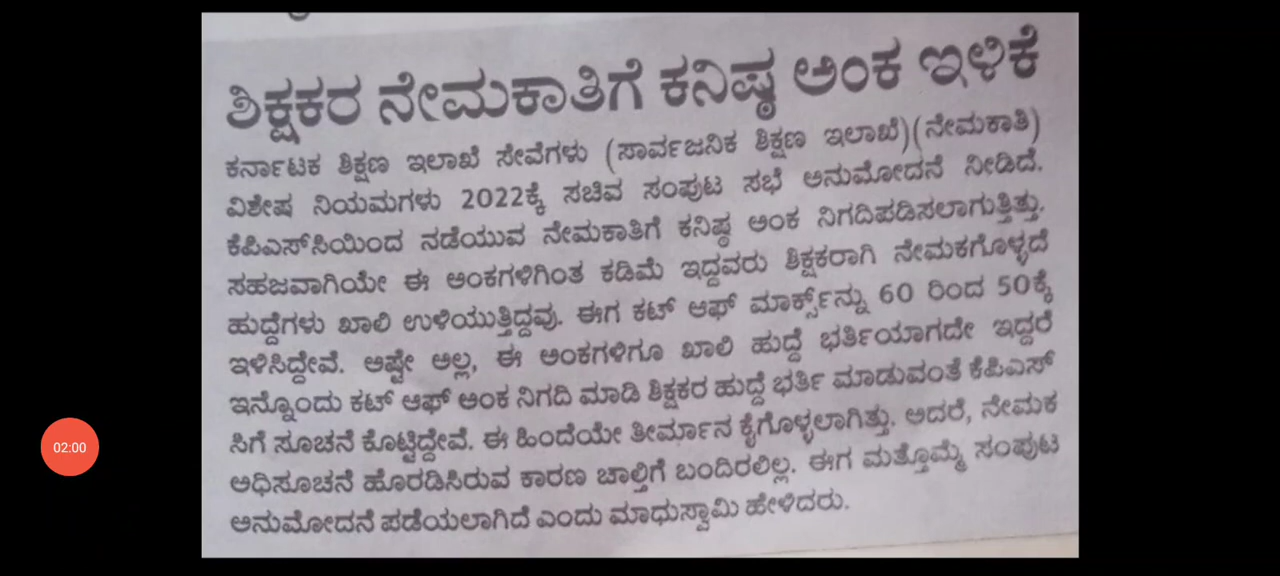 ಶಿಕ್ಷಕರ ನೇಮಕಾತಿಗೆ ಕನಿಷ್ಠ ಅಂಕ ಇಳಿಕೆ
ಕರ್ನಾಟಕ ಶಿಕ್ಷಣ ಇಲಾಖೆ ಸೇವೆಗಳು (ಸಾರ್ವಜನಿಕ ಶಿಕ್ಷಣ ಇಲಾಖೆ)(ನೇಮಕಾತಿ)
ವಿಶೇಷ ನಿಯಮಗಳು 2022ಕ್ಕೆ ಸಚಿವ ಸಂಪುಟ ಸಭೆ ಅನುಮೋದನೆ ನೀಡಿದೆ.
ಕೆಪಿಎಸ್‌ಸಿಯಿಂದ ನಡೆಯುವ ನೇಮಕಾತಿಗೆ ಕನಿಷ್ಠ ಅಂಕ ನಿಗದಿಪಡಿಸಲಾಗುತ್ತಿತ್ತು.
ಸಹಜವಾಗಿಯೇ ಈ ಅಂಕಗಳಿಗಿಂತ ಕಡಿಮೆ ಇದ್ದವರು ಶಿಕ್ಷಕರಾಗಿ ನೇಮಕಗೊಳ್ಳದೆ
ಹುದ್ದೆಗಳು ಖಾಲಿ ಉಳಿಯುತ್ತಿದ್ದವು. ಈಗ ಕಟ್ ಆಫ್ ಮಾರ್ಕ್ಸ್‌ನ್ನು 60 ರಿಂದ 50ಕ್ಕೆ
ಇಳಿಸಿದ್ದೇವೆ. ಅಷ್ಟೇ ಅಲ್ಲ, ಈ ಅಂಕಗಳಿಗೂ ಖಾಲಿ ಹುದ್ದೆ ಭರ್ತಿಯಾಗದೇ ಇದ್ದರೆ
ಇನ್ನೊಂದು ಕಟ್ ಆಫ್ ಅಂಕ ನಿಗದಿ ಮಾಡಿ ಶಿಕ್ಷಕರ ಹುದ್ದೆ ಭರ್ತಿ ಮಾಡುವಂತೆ ಕೆಪಿಎಸ್
ಸಿಗೆ ಸೂಚನೆ ಕೊಟ್ಟಿದ್ದೇವೆ. ಈ ಹಿಂದೆಯೇ ತೀರ್ಮಾನ ಕೈಗೊಳ್ಳಲಾಗಿತ್ತು. ಆದರೆ, ನೇಮಕ
ಅಧಿಸೂಚನೆ ಹೊರಡಿಸಿರುವ ಕಾರಣ ಚಾಲ್ತಿಗೆ ಬಂದಿರಲಿಲ್ಲ. ಈಗ ಮತ್ತೊಮ್ಮೆ ಸಂಪುಟ
ಅನುಮೋದನೆ ಪಡೆಯಲಾಗಿದೆ ಎಂದು ಮಾಧುಸ್ವಾಮಿ ಹೇಳಿದರು.
02:00